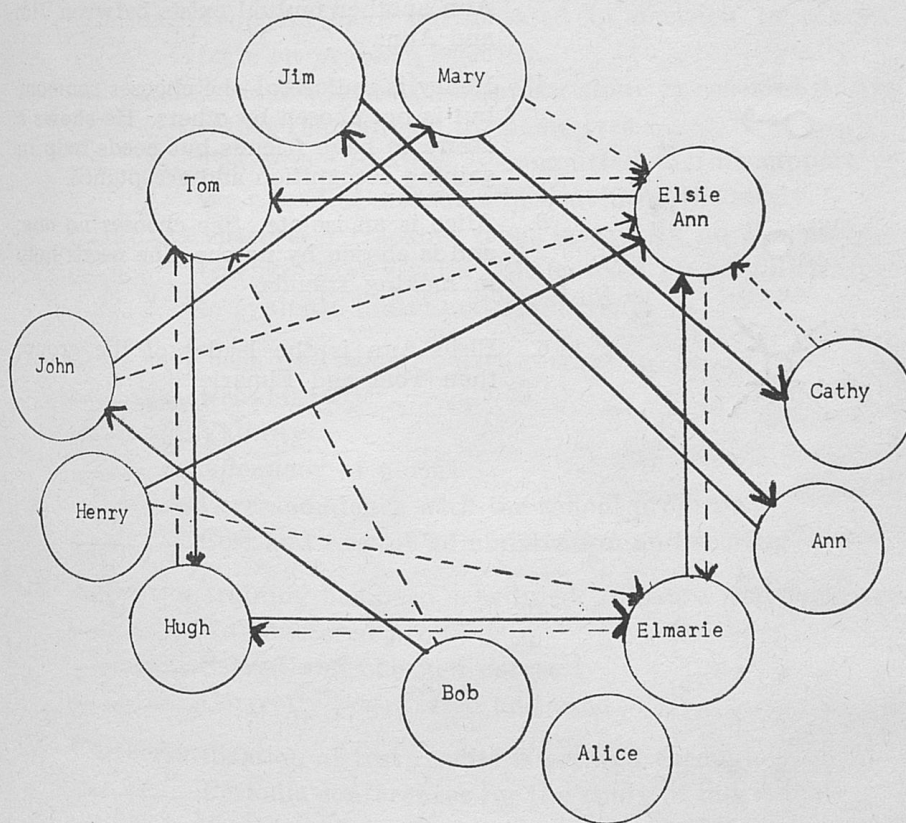 Jim
Mary
Tom
Elsie
Ann
John
Cathy
Henry
Ann
Hugh
Elmarie
Bob
Alice